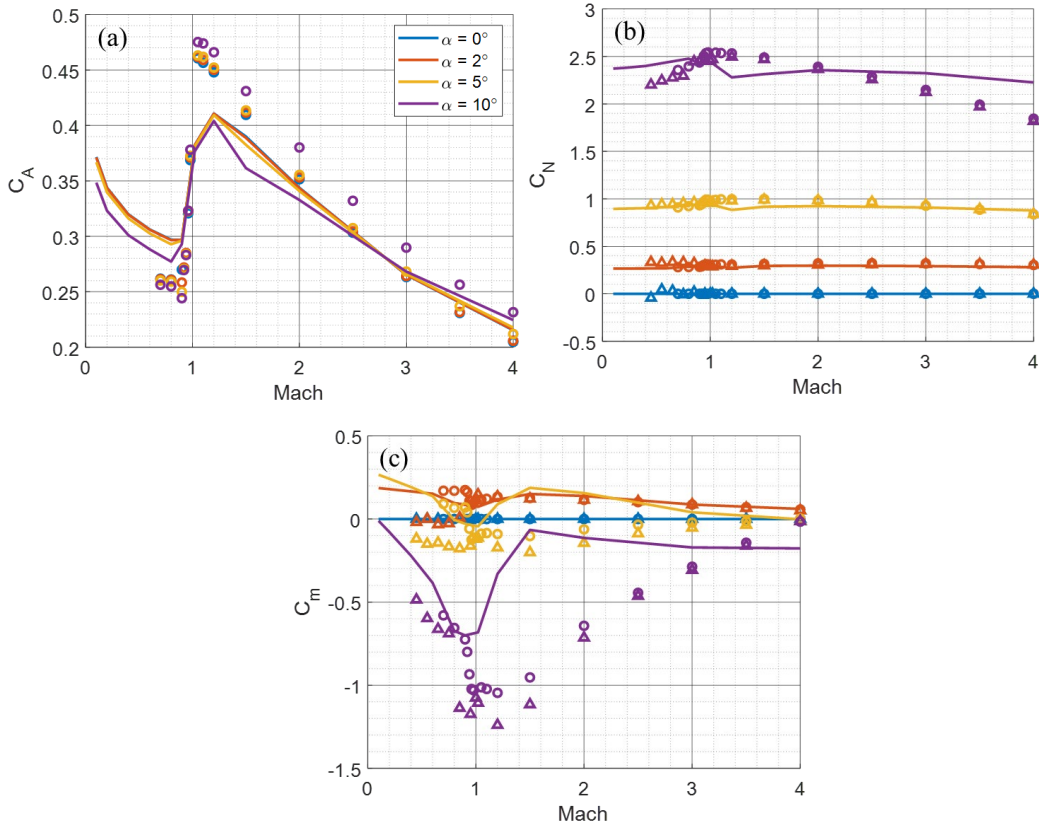 (a)
0.5
0.45
0.4
0.35
0.3
0.25
0.2
C_A
0 1 2 3 4
Mach
α = 0°
α = 2°
α = 5°
α = 10°
(b)
3
2.5
2
1.5
1
0.5
0
-0.5
C_N
0 1 2 3 4
Mach
(c)
0.5
0
-0.5
-1
-1.5
C_m
0 1 2 3 4
Mach